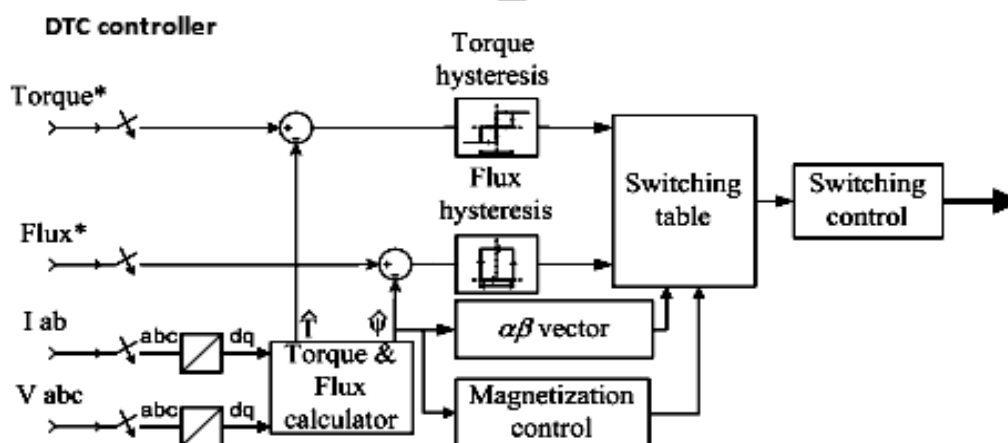 DTC controller
Torque
hysteresis
Torque*
Flux
hysteresis
Switching
table
Switching
control
Flux*
T̂
ψ̂
I ab
abc
dq
Torque &
Flux
calculator
αβ vector
V abc
abc
dq
Magnetization
control